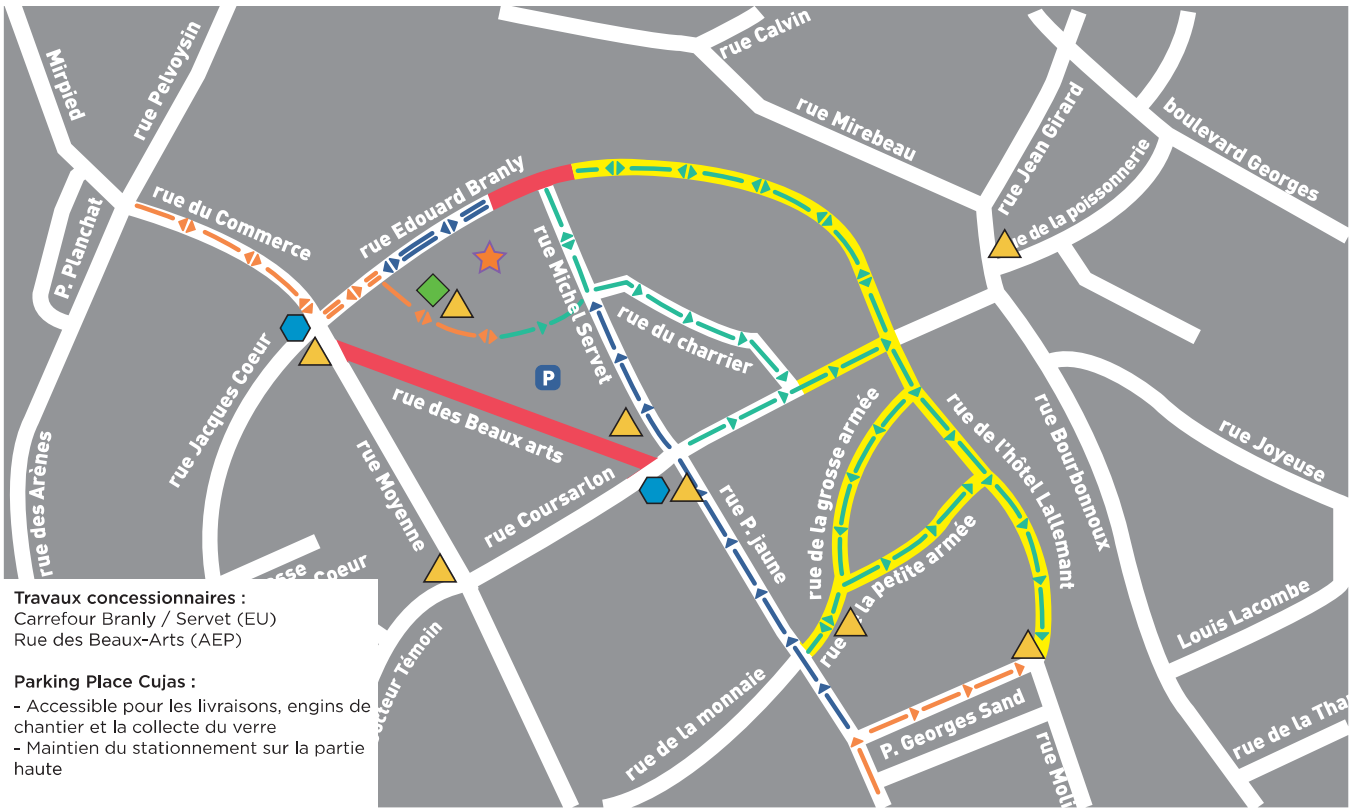 Mirpied
rue Pelvoysin
rue Calvin
rue Mirebeau
rue Jean Girard
boulevard Georges
rue Edouard Branly
rue du Commerce
P. Planchat
de la poissonnerie
rue Michel Servet
rue du charrier
P
rue Jacques Coeur
rue des Beaux arts
rue de la grosse armée
rue de l'hôtel Lallemant
rue Bourbonnoux
rue Joyeuse
rue des Arènes
rue Moyenne
rue Coursarlon
rue P. jaune
rue la petite armée
Coeur
Louis Lacombe
Témoin
rue de la monnaie
P. Georges Sand
rue Moli
rue de la Thau
Travaux concessionnaires :
Carrefour Branly / Servet (EU)
Rue des Beaux-Arts (AEP)
Parking Place Cujas :
- Accessible pour les livraisons, engins de
chantier et la collecte du verre
- Maintien du stationnement sur la partie
haute